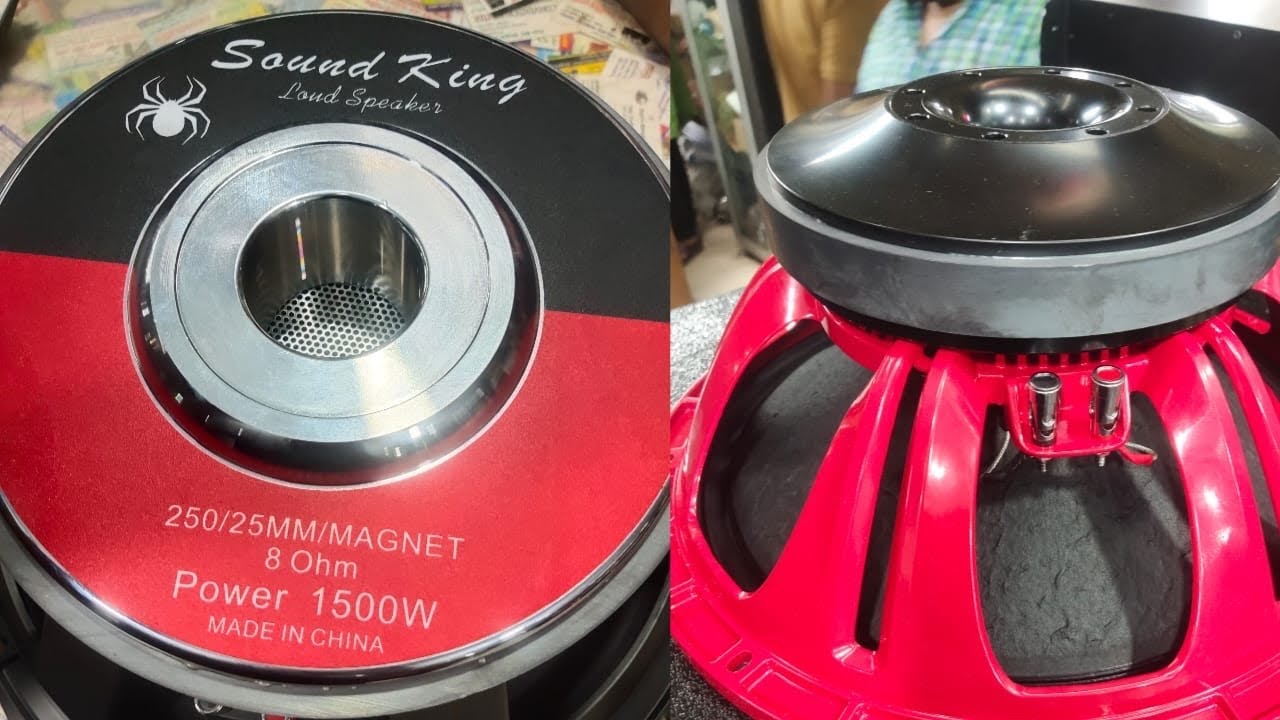 Sound King
Loud Speaker
250/25MM/MAGNET
8 Ohm
Power 1500W
MADE IN CHINA